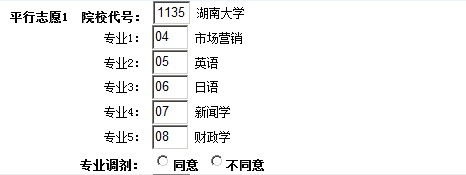 平行志愿1 院校代号： 1135 湖南大学
专业1： 04 市场营销
专业2： 05 英语
专业3： 06 日语
专业4： 07 新闻学
专业5： 08 财政学
专业调剂： 同意 不同意